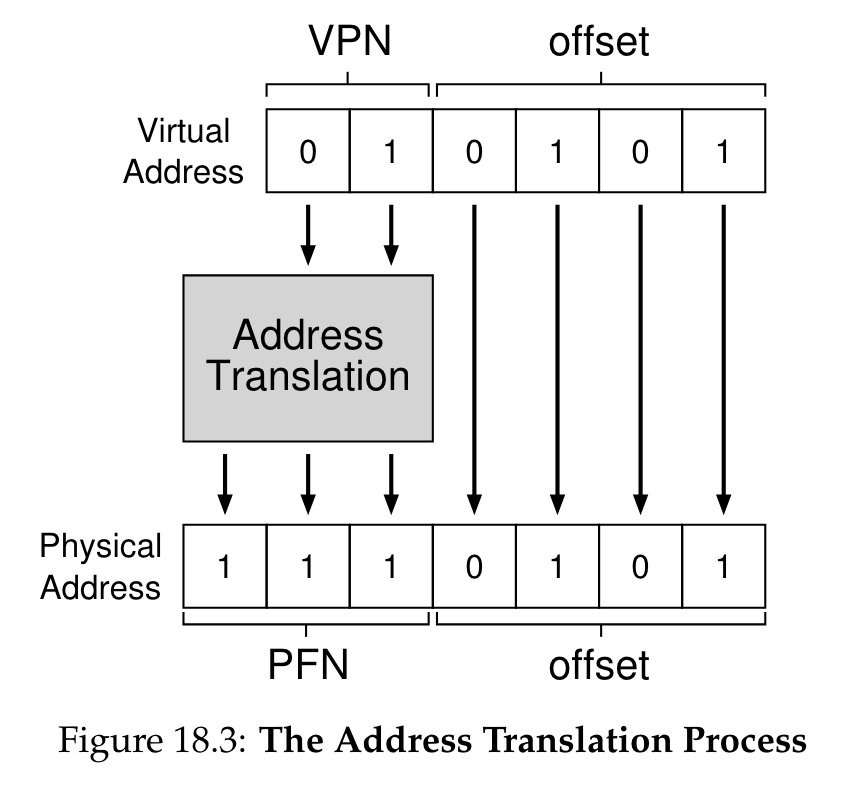 VPN offset
Virtual
Address
0 1 0 1 0 1
Address
Translation
Physical
Address
1 1 1 0 1 0 1
PFN offset
Figure 18.3: The Address Translation Process